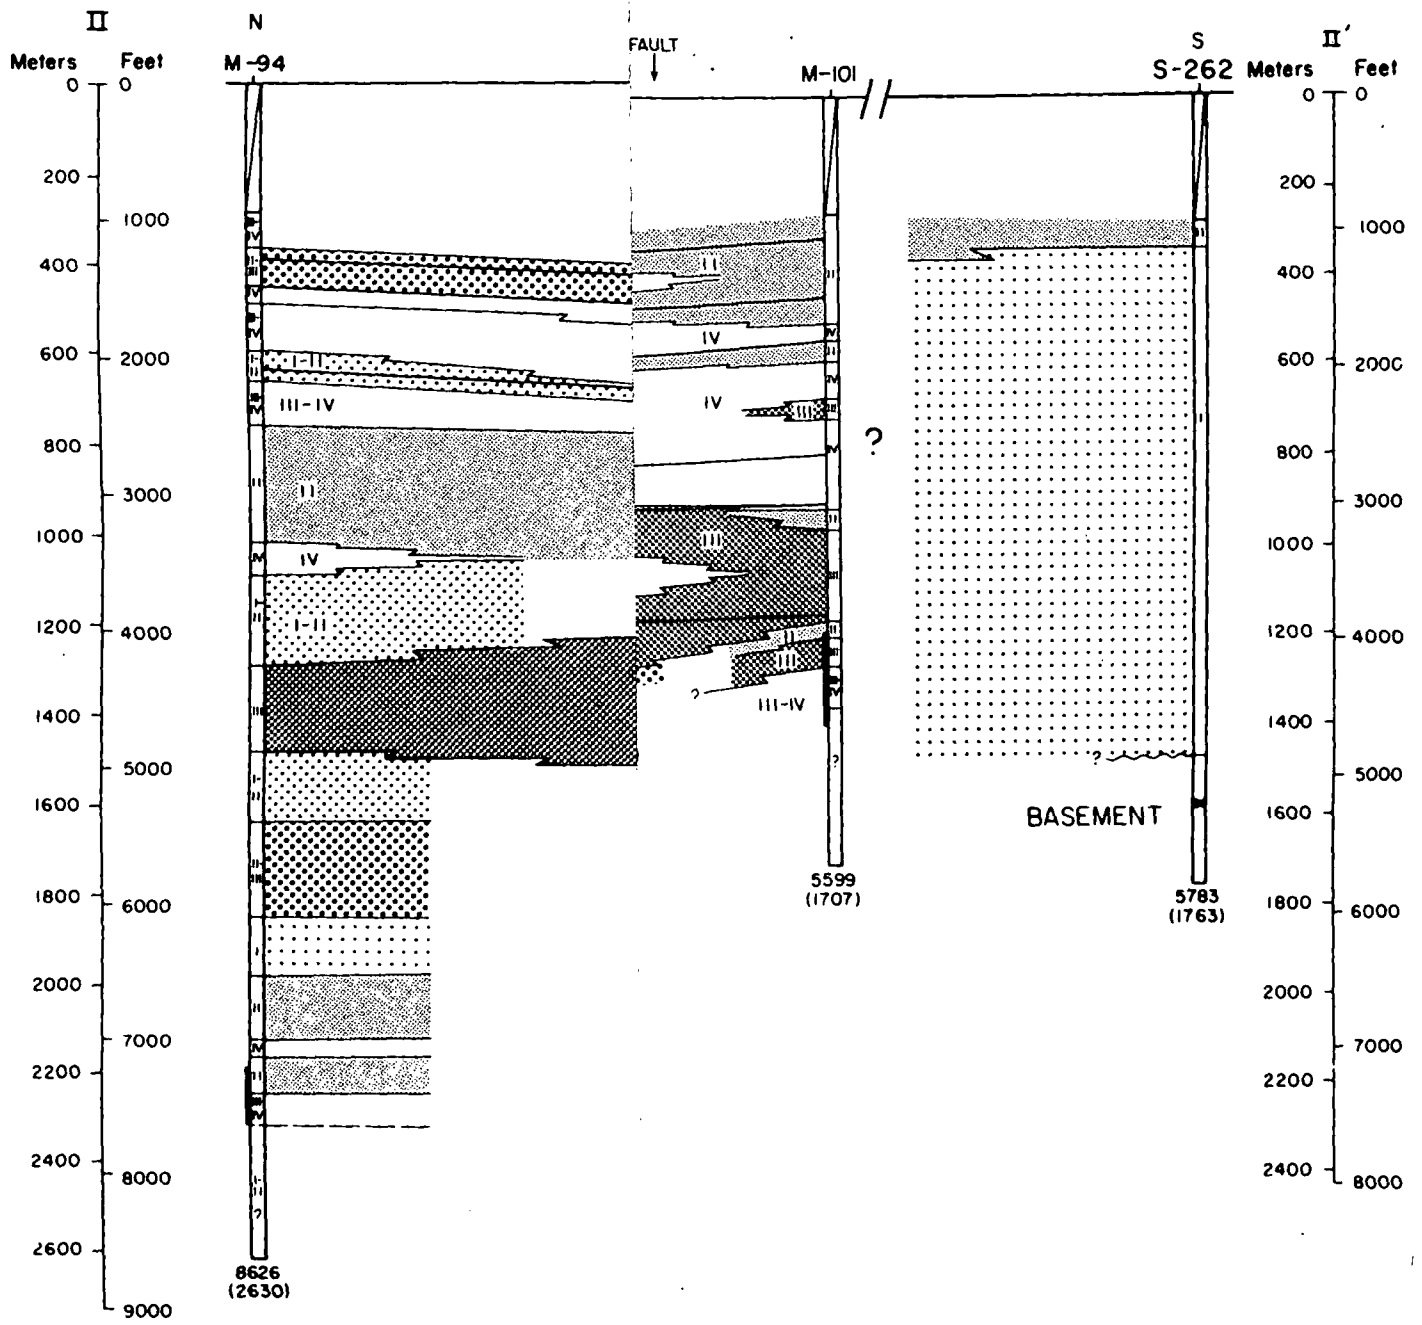 II N S II′
FAULT
Meters Feet M-94 M-101 S-262 Meters Feet
0 0 0 0
200 200
1000 1000
400 400
II
IV
600 2000 I-II 600 2000
III-IV IV III
800 ? 800
3000 II 3000
1000 III 1000
IV
1200 4000 I-II II 1200 4000
III
1400 ? III-IV 1400
5000 ? ? 5000
1600 BASEMENT 1600
1800 6000 5599 5783 1800 6000
(1707) (1763)
2000 2000
7000 7000
2200 2200
2400 8000 2400 8000
?
2600
8626
(2630)
9000